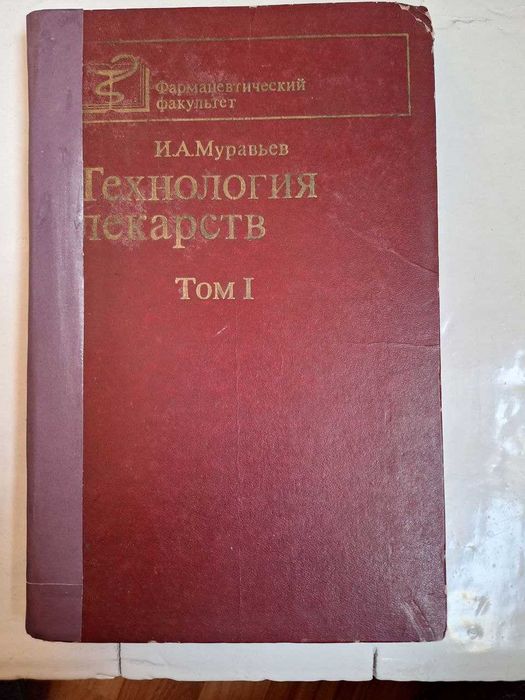 Фармацевтический
факультет
И.А.Муравьев
Технология
лекарств
Том I